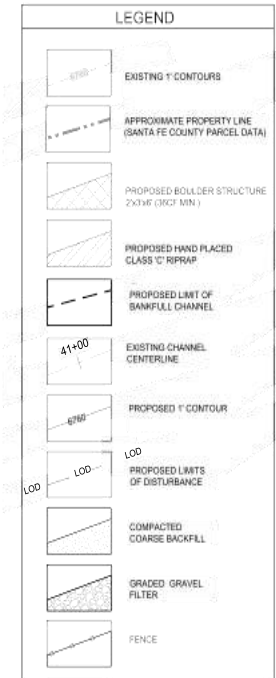 LEGEND
6760
EXISTING 1' CONTOURS
APPROXIMATE PROPERTY LINE
(SANTA FE COUNTY PARCEL DATA)
PROPOSED BOULDER STRUCTURE
2'x3'x6' (36CF MIN.)
PROPOSED HAND PLACED
CLASS 'C' RIPRAP
PROPOSED LIMIT OF
BANKFULL CHANNEL
41+00
EXISTING CHANNEL
CENTERLINE
6760
PROPOSED 1' CONTOUR
LOD
LOD
LOD
PROPOSED LIMITS
OF DISTURBANCE
COMPACTED
COARSE BACKFILL
GRADED GRAVEL
FILTER
FENCE